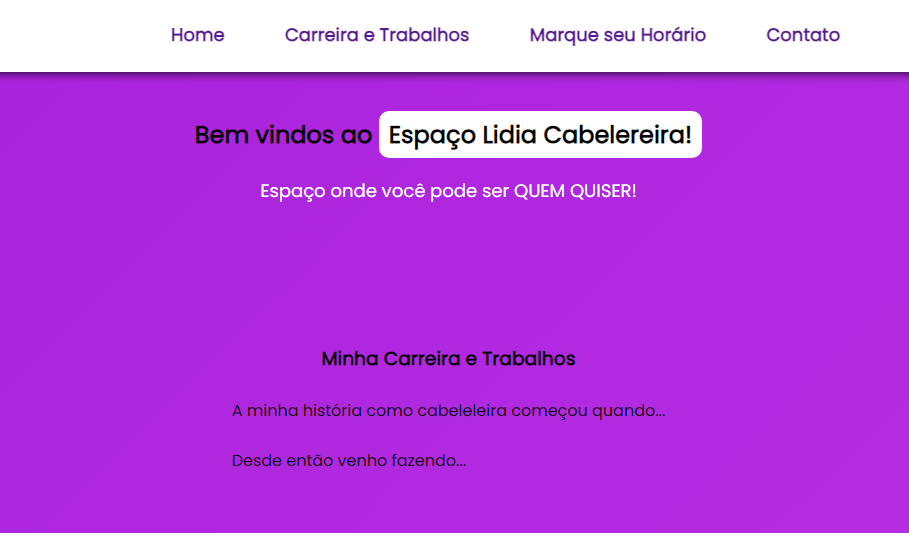 Home Carreira e Trabalhos Marque seu Horário Contato
Bem vindos ao Espaço Lidia Cabelereira!
Espaço onde você pode ser QUEM QUISER!
Minha Carreira e Trabalhos
A minha história como cabeleleira começou quando...
Desde então venho fazendo...